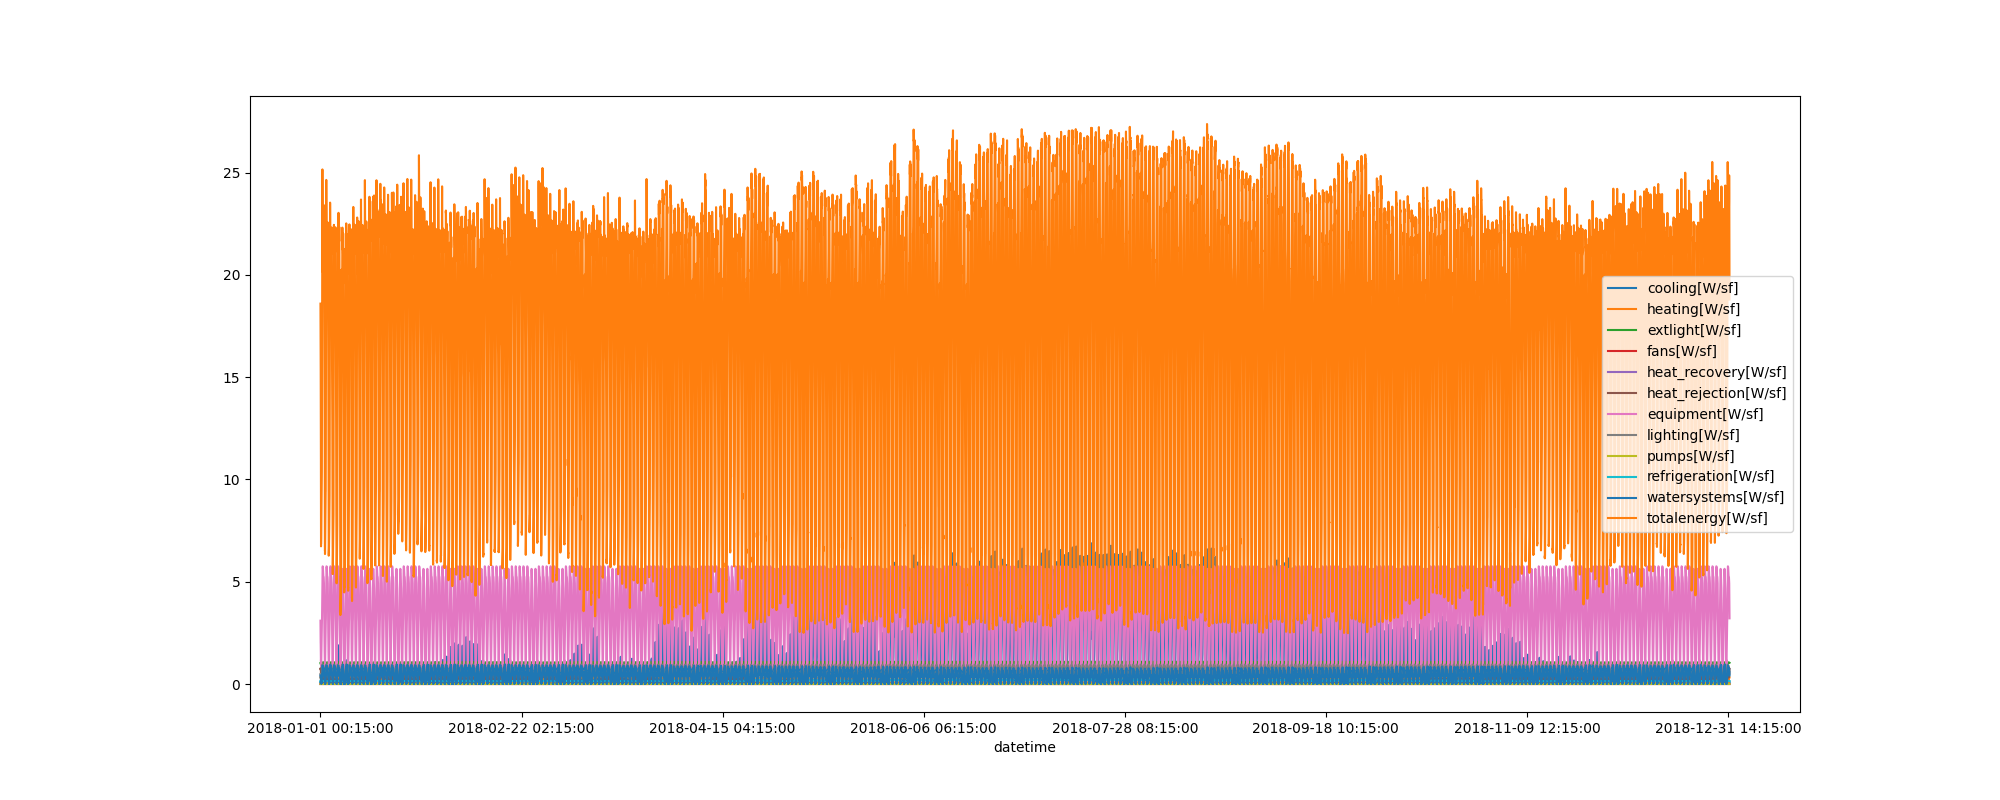 25
20
15
10
5
0
cooling[W/sf]
heating[W/sf]
extlight[W/sf]
fans[W/sf]
heat_recovery[W/sf]
heat_rejection[W/sf]
equipment[W/sf]
lighting[W/sf]
pumps[W/sf]
refrigeration[W/sf]
watersystems[W/sf]
totalenergy[W/sf]
2018-01-01 00:15:00 2018-02-22 02:15:00 2018-04-15 04:15:00 2018-06-06 06:15:00 2018-07-28 08:15:00 2018-09-18 10:15:00 2018-11-09 12:15:00 2018-12-31 14:15:00
datetime